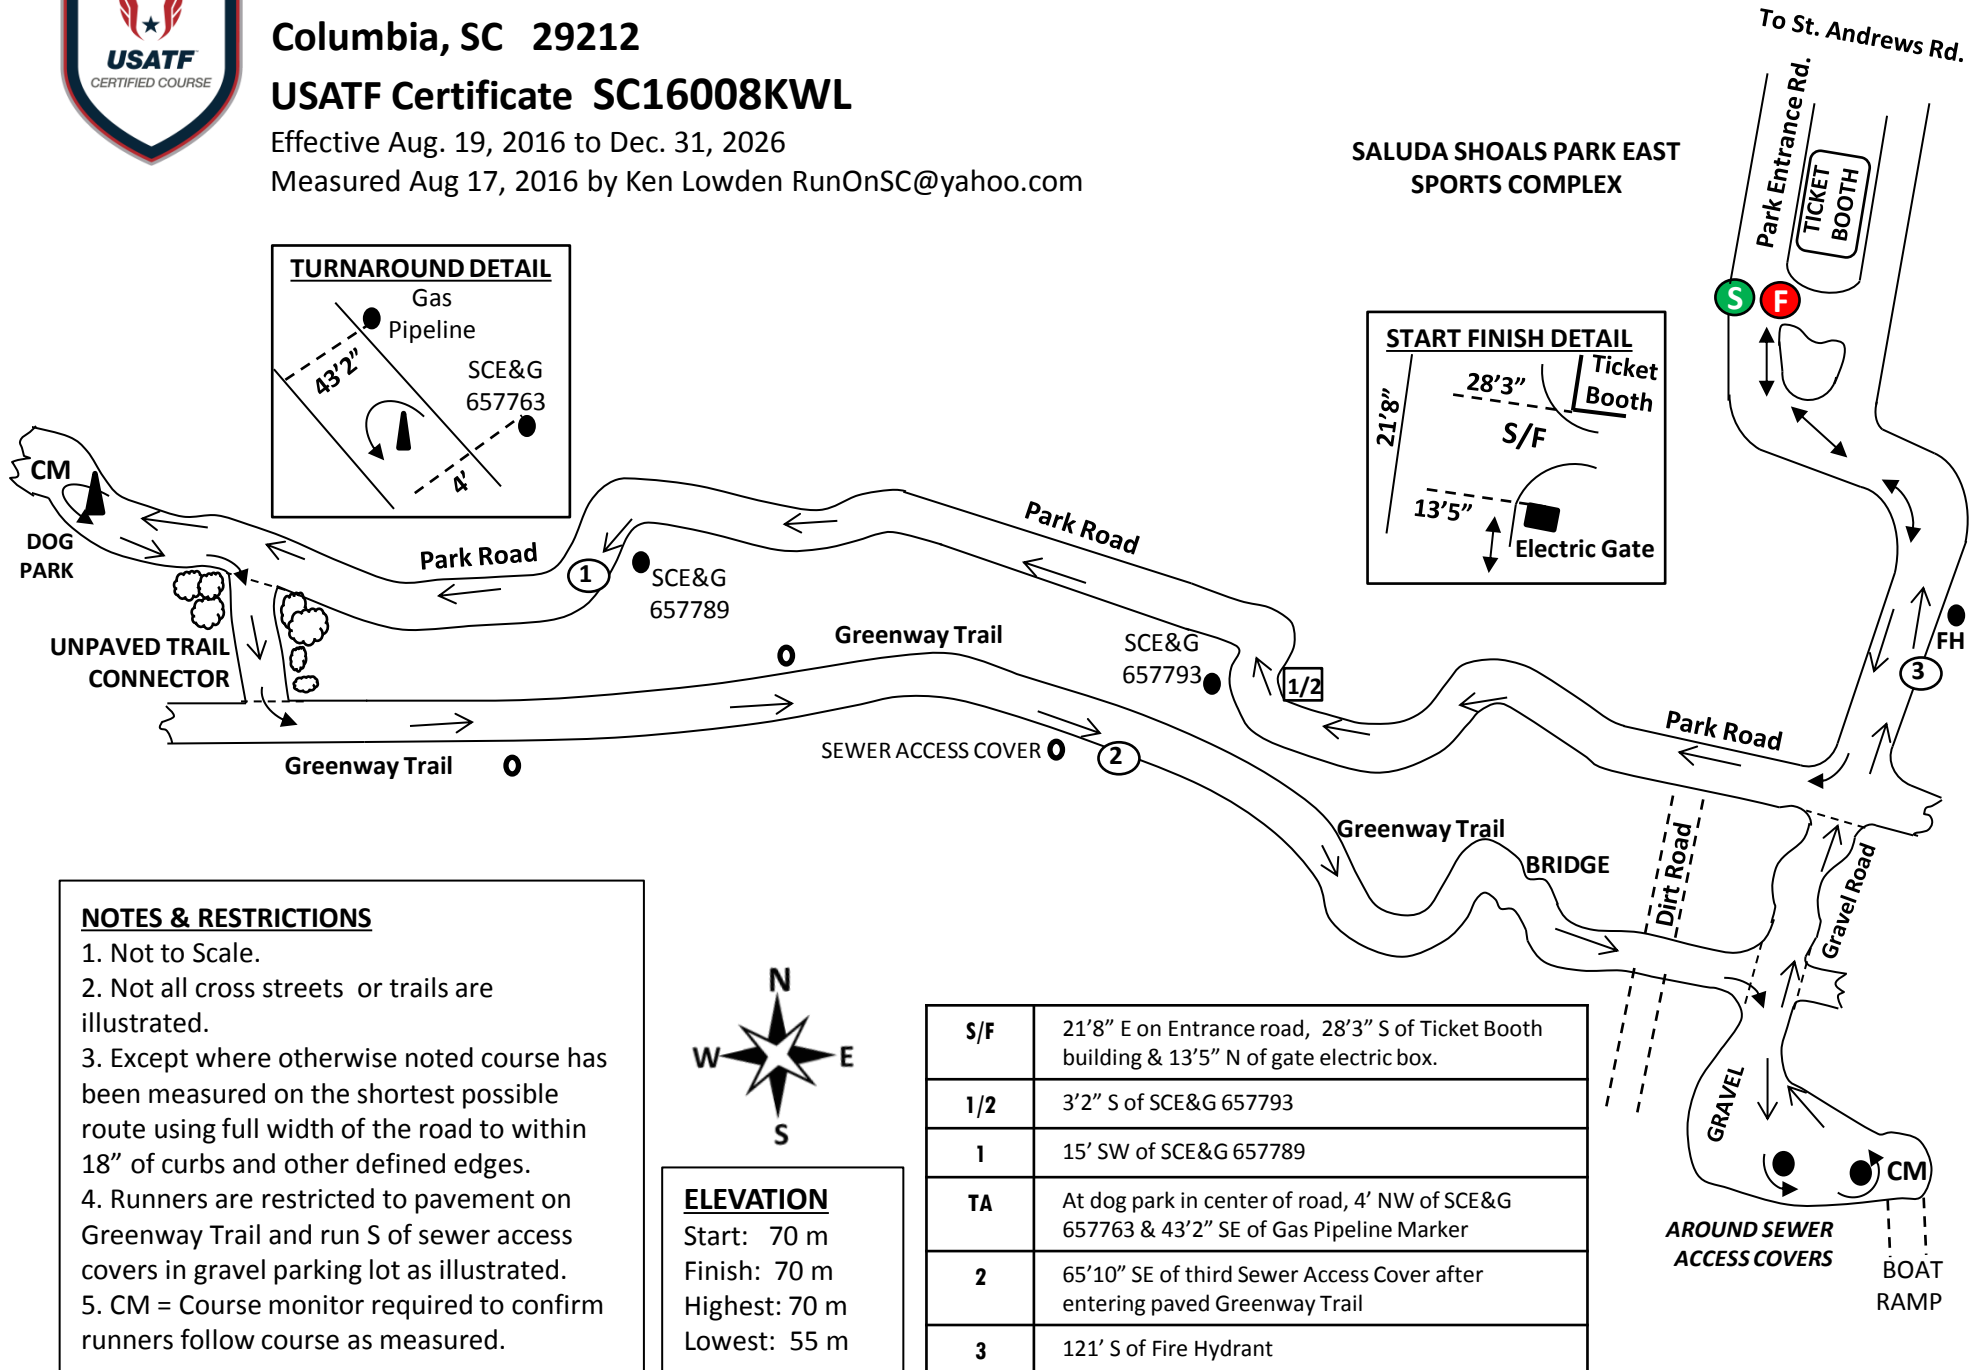 USATF
CERTIFIED COURSE
Columbia, SC 29212
USATF Certificate SC16008KWL
Effective Aug. 19, 2016 to Dec. 31, 2026
Measured Aug 17, 2016 by Ken Lowden RunOnSC@yahoo.com
To St. Andrews Rd.
Park Entrance Rd.
TICKET
BOOTH
SALUDA SHOALS PARK EAST
SPORTS COMPLEX
S
F
TURNAROUND DETAIL
Gas
Pipeline
43'2"
SCE&G
657763
4'
START FINISH DETAIL
Ticket
Booth
28'3"
21'8"
S/F
13'5"
Electric Gate
CM
DOG
PARK
Park Road
1
SCE&G
657789
Park Road
UNPAVED TRAIL
CONNECTOR
Greenway Trail
SCE&G
657793
1/2
FH
3
Park Road
Greenway Trail
SEWER ACCESS COVER
2
Greenway Trail
BRIDGE
Dirt Road
Gravel Road
GRAVEL
CM
AROUND SEWER
ACCESS COVERS
BOAT
RAMP
NOTES & RESTRICTIONS
1. Not to Scale.
2. Not all cross streets or trails are
illustrated.
3. Except where otherwise noted course has
been measured on the shortest possible
route using full width of the road to within
18" of curbs and other defined edges.
4. Runners are restricted to pavement on
Greenway Trail and run S of sewer access
covers in gravel parking lot as illustrated.
5. CM = Course monitor required to confirm
runners follow course as measured.
N
W
E
S
ELEVATION
Start: 70 m
Finish: 70 m
Highest: 70 m
Lowest: 55 m
S/F 21'8" E on Entrance road, 28'3" S of Ticket Booth
building & 13'5" N of gate electric box.
1/2 3'2" S of SCE&G 657793
1 15' SW of SCE&G 657789
TA At dog park in center of road, 4' NW of SCE&G
657763 & 43'2" SE of Gas Pipeline Marker
2 65'10" SE of third Sewer Access Cover after
entering paved Greenway Trail
3 121' S of Fire Hydrant